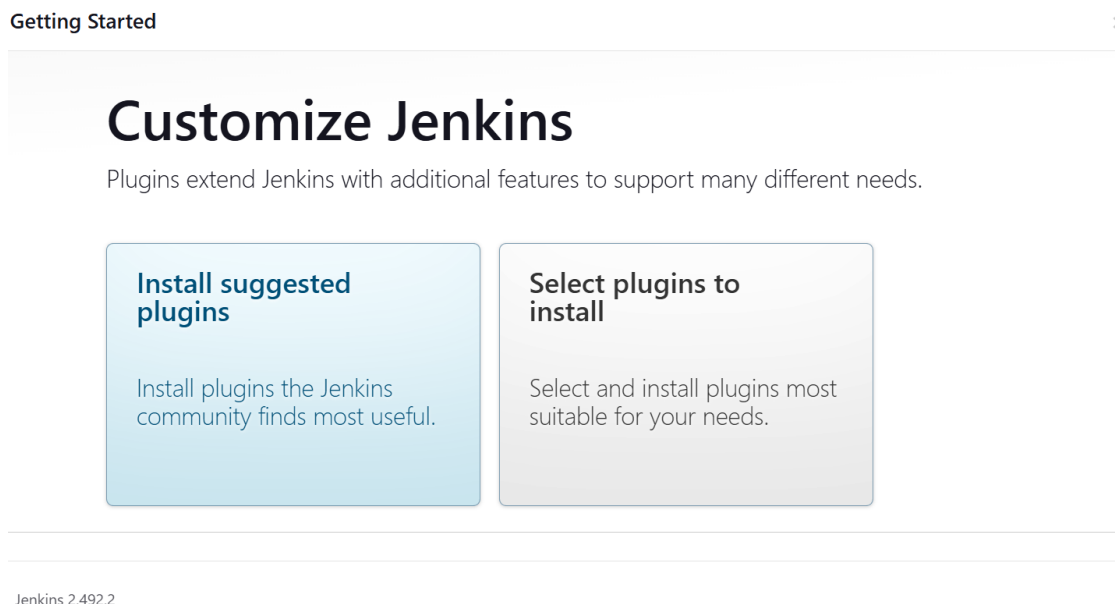 Getting Started
Customize Jenkins
Plugins extend Jenkins with additional features to support many different needs.
Install suggested
plugins
Install plugins the Jenkins
community finds most useful.
Select plugins to
install
Select and install plugins most
suitable for your needs.
Jenkins 2.492.2